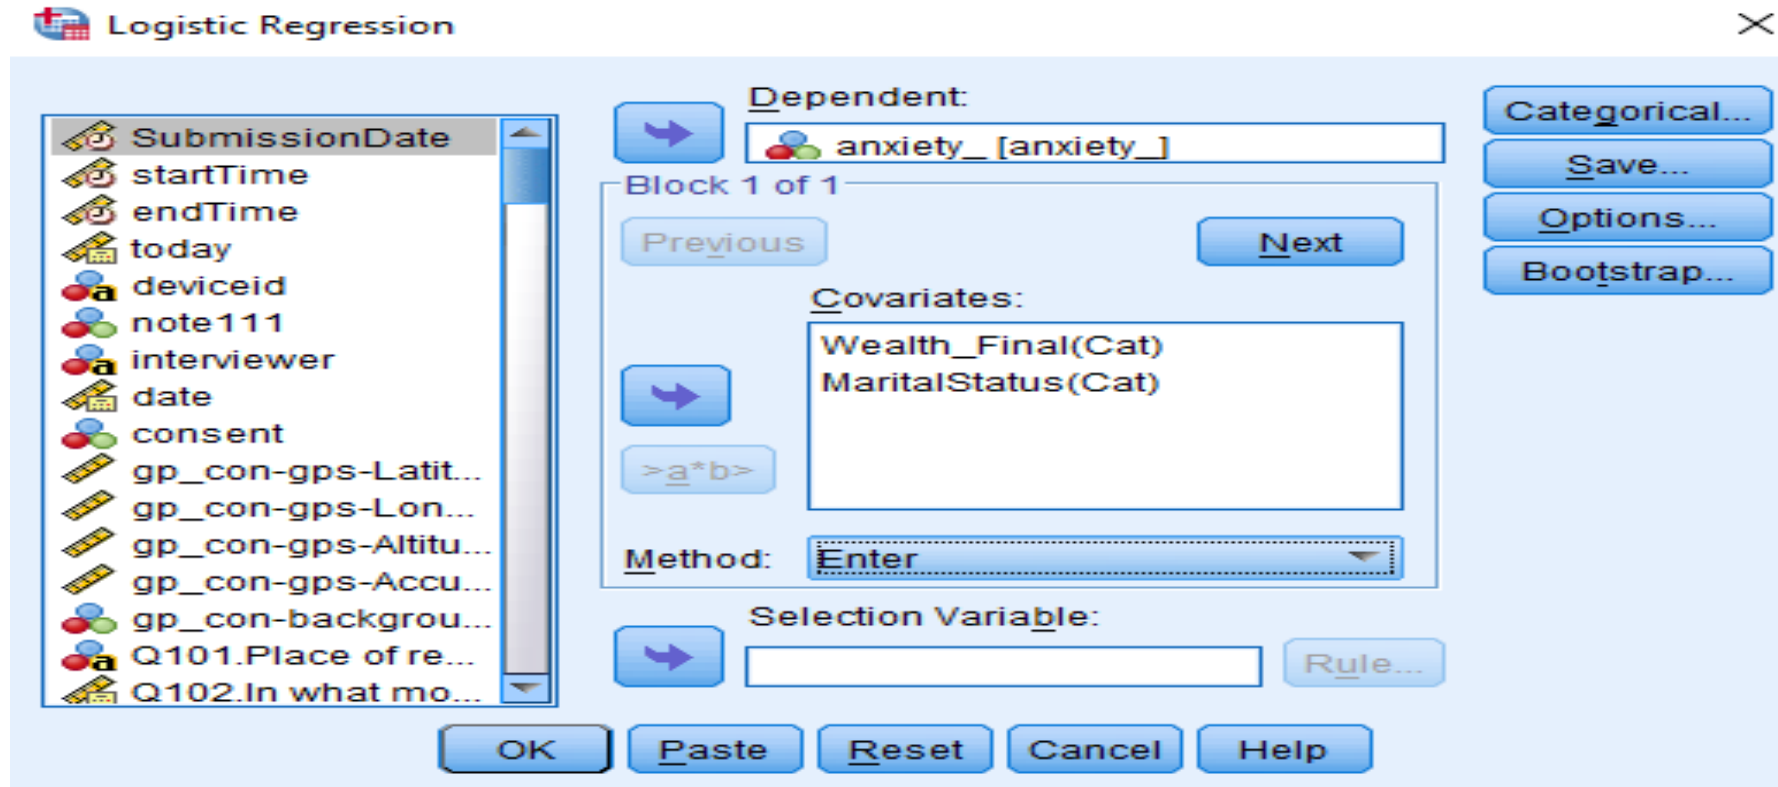 Logistic Regression
SubmissionDate
startTime
endTime
today
deviceid
note111
interviewer
date
consent
gp_con-gps-Latit...
gp_con-gps-Lon...
gp_con-gps-Altitu...
gp_con-gps-Accu...
gp_con-backgrou...
Q101.Place of re...
Q102.In what mo...
Dependent:
anxiety_ [anxiety_]
Block 1 of 1
Previous
Next
Covariates:
Wealth_Final(Cat)
MaritalStatus(Cat)
>a*b>
Method:
Enter
Selection Variable:
Rule...
Categorical...
Save...
Options...
Bootstrap...
OK
Paste
Reset
Cancel
Help